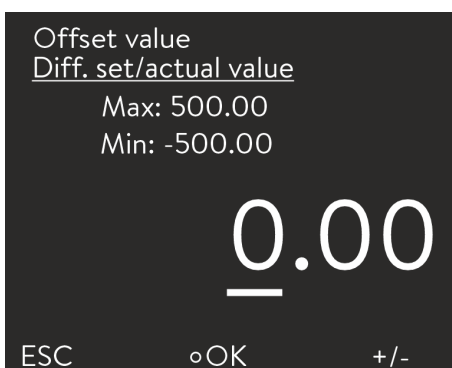 Offset value
Diff. set/actual value
Max: 500.00
Min: -500.00
0.00
ESC ○OK +/-